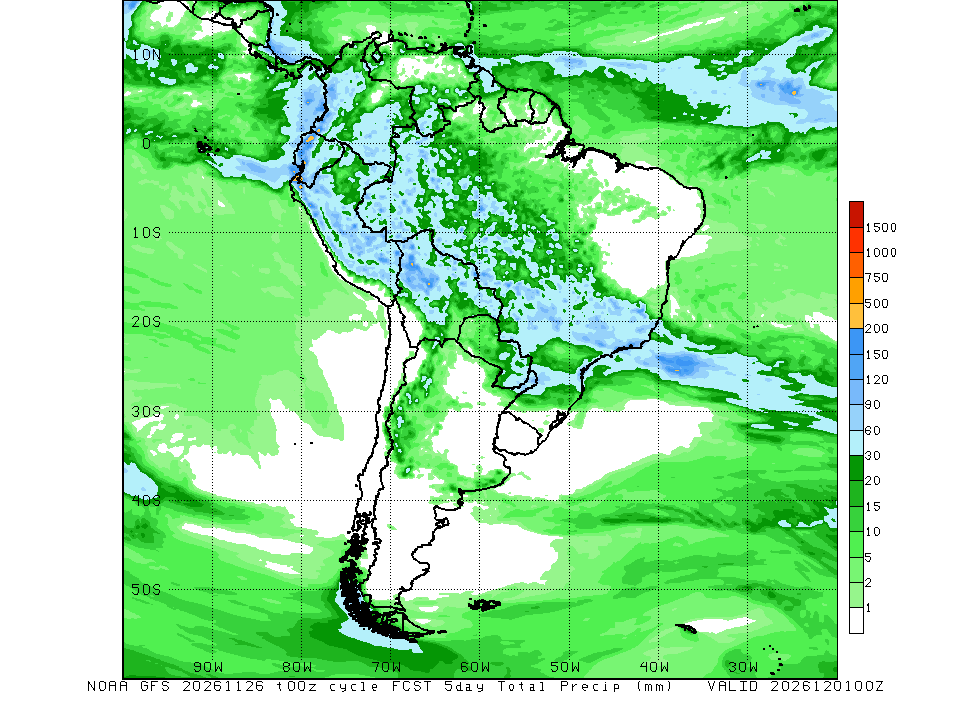 10N
0
10S
20S
30S
40S
50S
90W 80W 70W 60W 50W 40W 30W
1500
1000
750
500
200
150
120
90
60
30
20
15
10
5
2
1
NOAA GFS 20261126 t00z cycle FCST 5day Total Precip (mm) VALID 2026120100Z